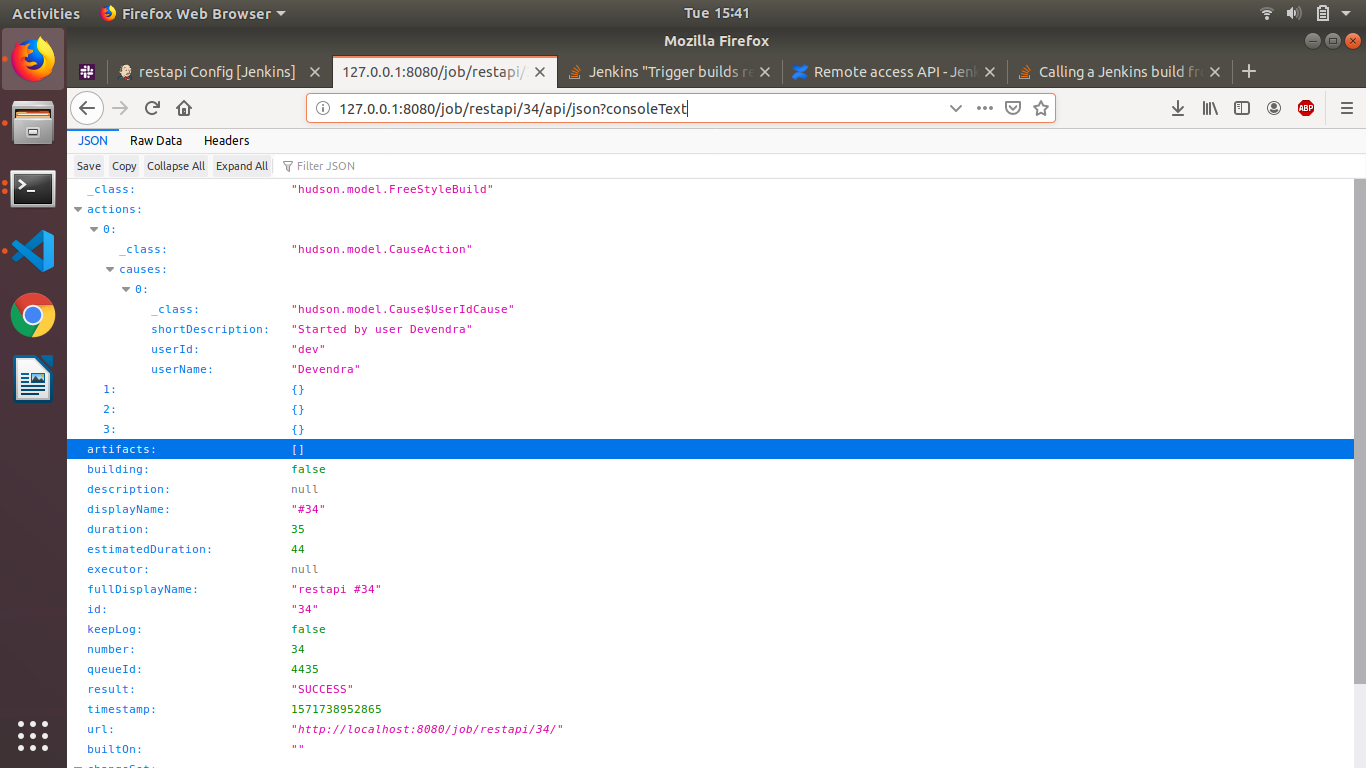 Activities Firefox Web Browser Tue 15:41
Mozilla Firefox
restapi Config [Jenkins] 127.0.0.1:8080/job/restapi/ Jenkins "Trigger builds re Remote access API - Jenk Calling a Jenkins build fro
127.0.0.1:8080/job/restapi/34/api/json?consoleText ABP
JSON Raw Data Headers
Save Copy Collapse All Expand All Filter JSON
_class: "hudson.model.FreeStyleBuild"
actions:
0:
_class: "hudson.model.CauseAction"
causes:
0:
_class: "hudson.model.Cause$UserIdCause"
shortDescription: "Started by user Devendra"
userId: "dev"
userName: "Devendra"
1: {}
2: {}
3: {}
artifacts: []
building: false
description: null
displayName: "#34"
duration: 35
estimatedDuration: 44
executor: null
fullDisplayName: "restapi #34"
id: "34"
keepLog: false
number: 34
queueId: 4435
result: "SUCCESS"
timestamp: 1571738952865
url: "http://localhost:8080/job/restapi/34/"
builtOn: ""
changeSet: